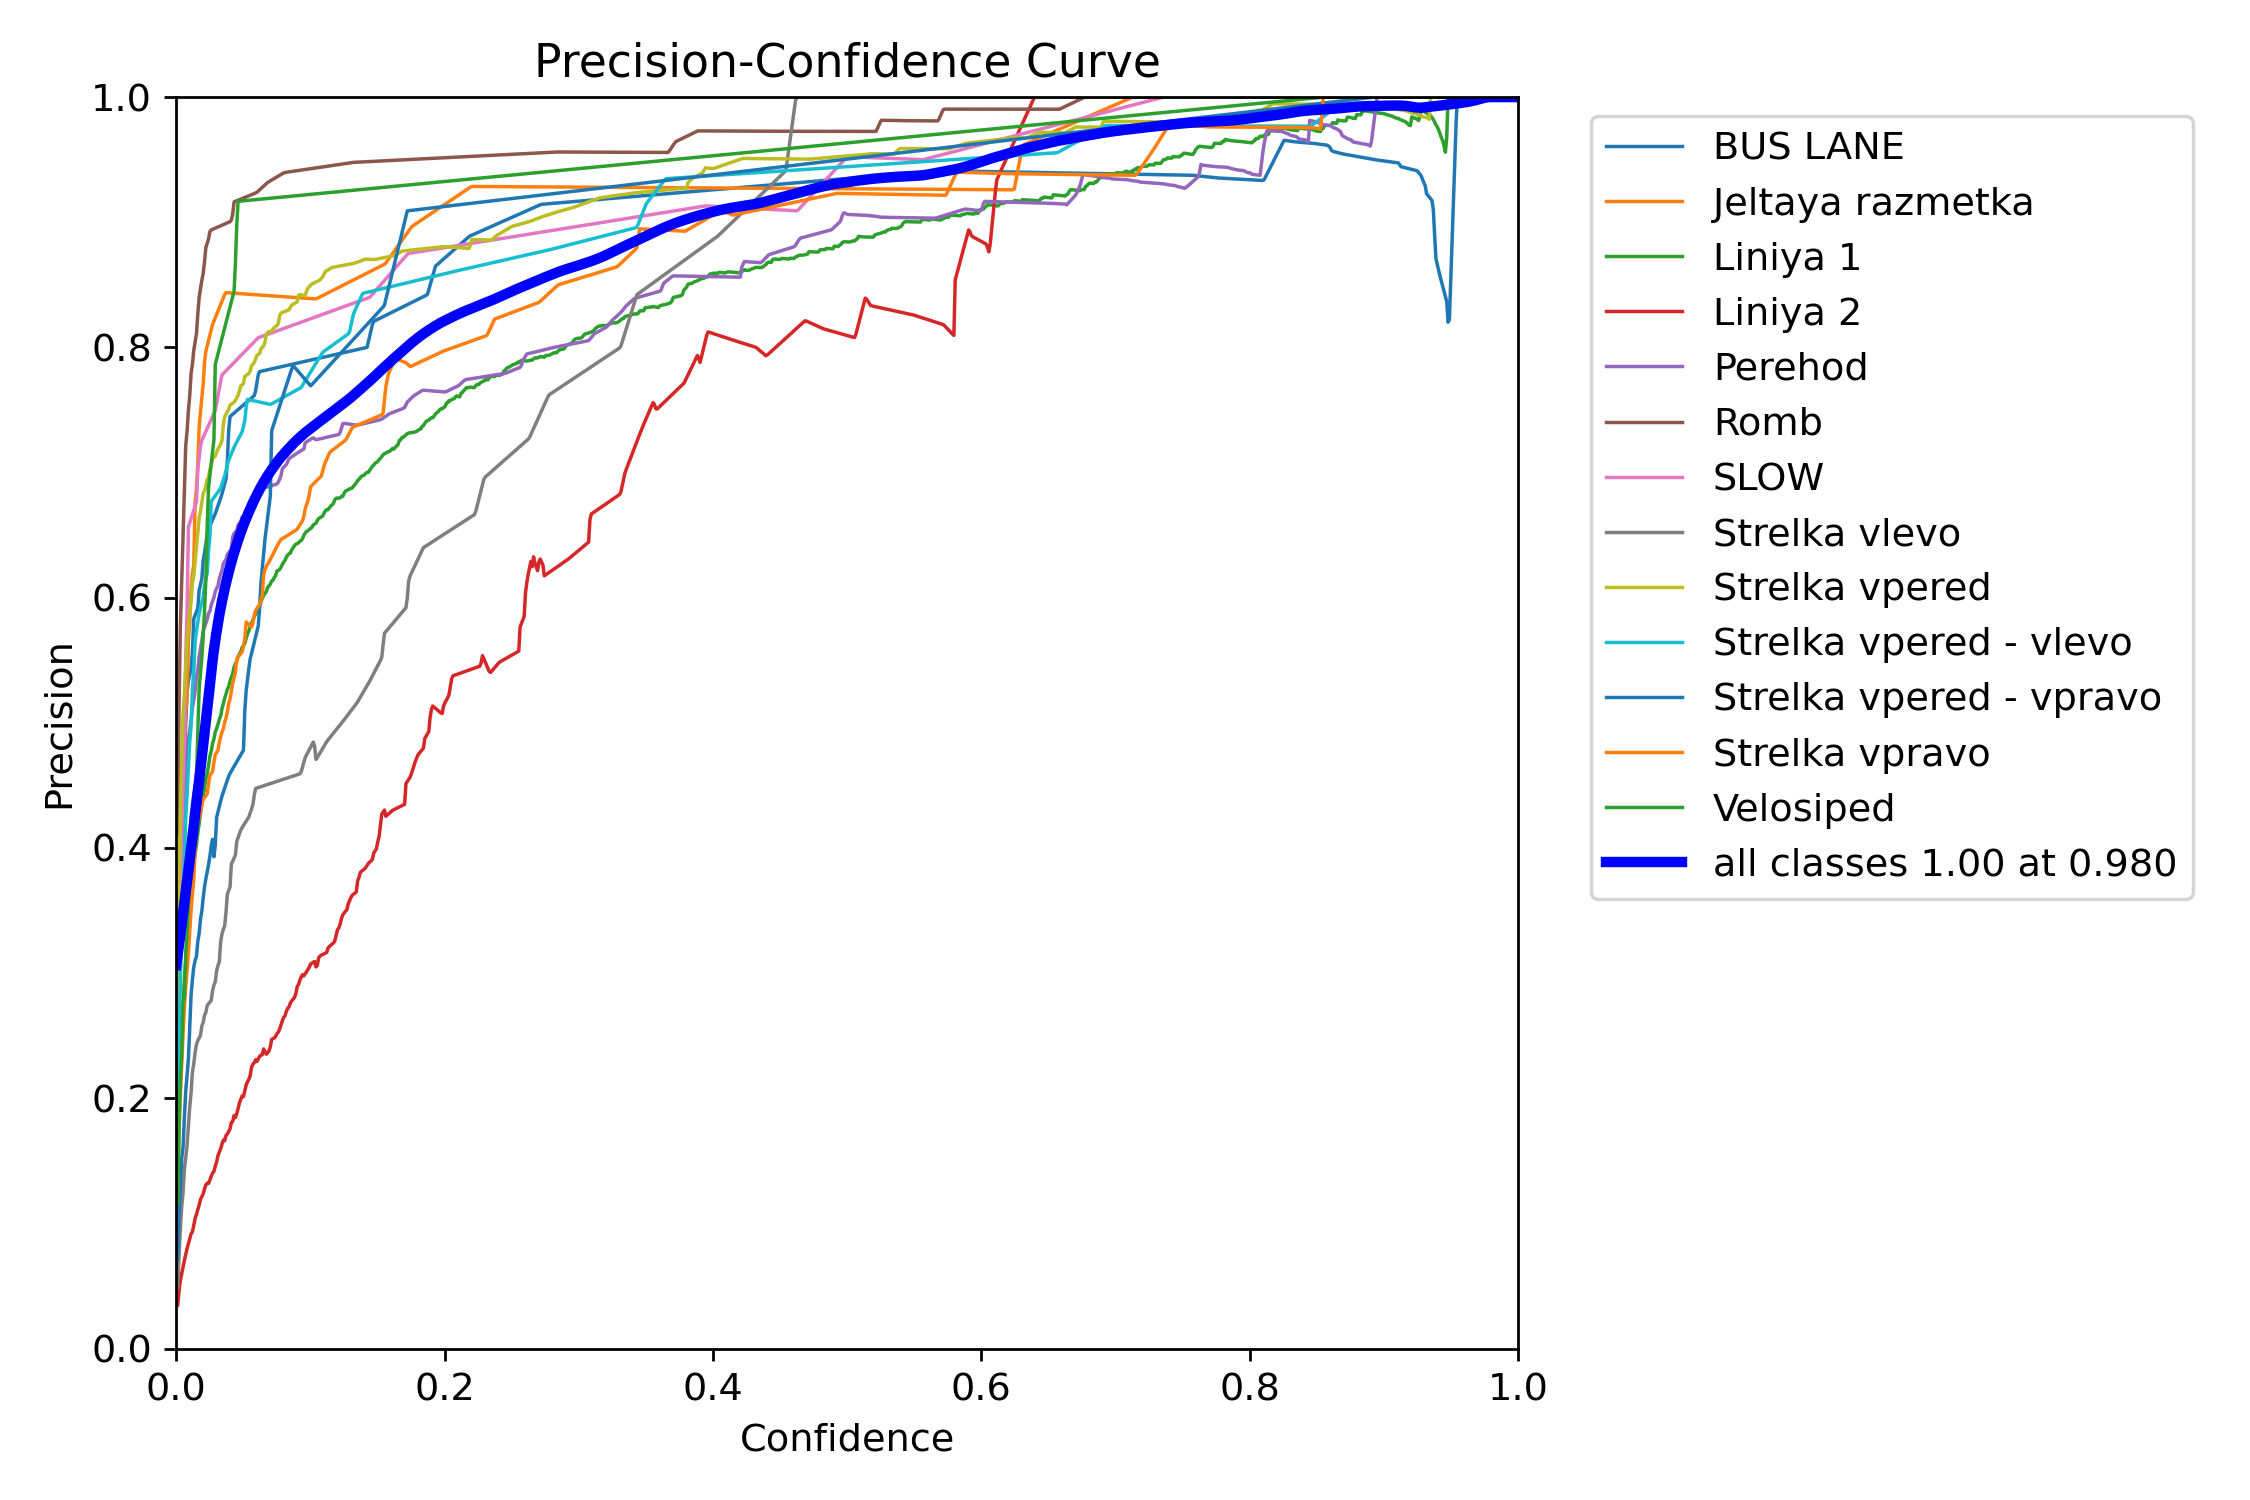 Precision-Confidence Curve
1.0
0.8
0.6
0.4
0.2
0.0
Precision
0.0 0.2 0.4 0.6 0.8 1.0
Confidence
BUS LANE
Jeltaya razmetka
Liniya 1
Liniya 2
Perehod
Romb
SLOW
Strelka vlevo
Strelka vpered
Strelka vpered - vlevo
Strelka vpered - vpravo
Strelka vpravo
Velosiped
all classes 1.00 at 0.980